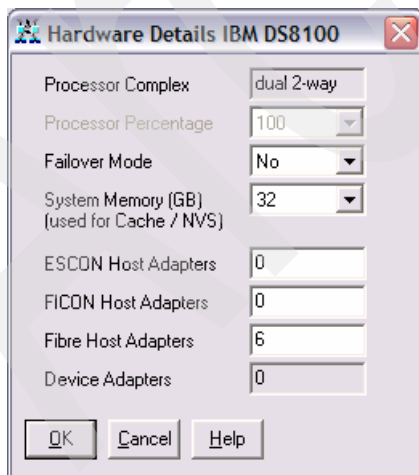 Hardware Details IBM DS8100
Processor Complex dual 2-way
Processor Percentage 100
Failover Mode No
System Memory (GB) 32
(used for Cache / NVS)
ESCON Host Adapters 0
FICON Host Adapters 0
Fibre Host Adapters 6
Device Adapters 0
OK Cancel Help